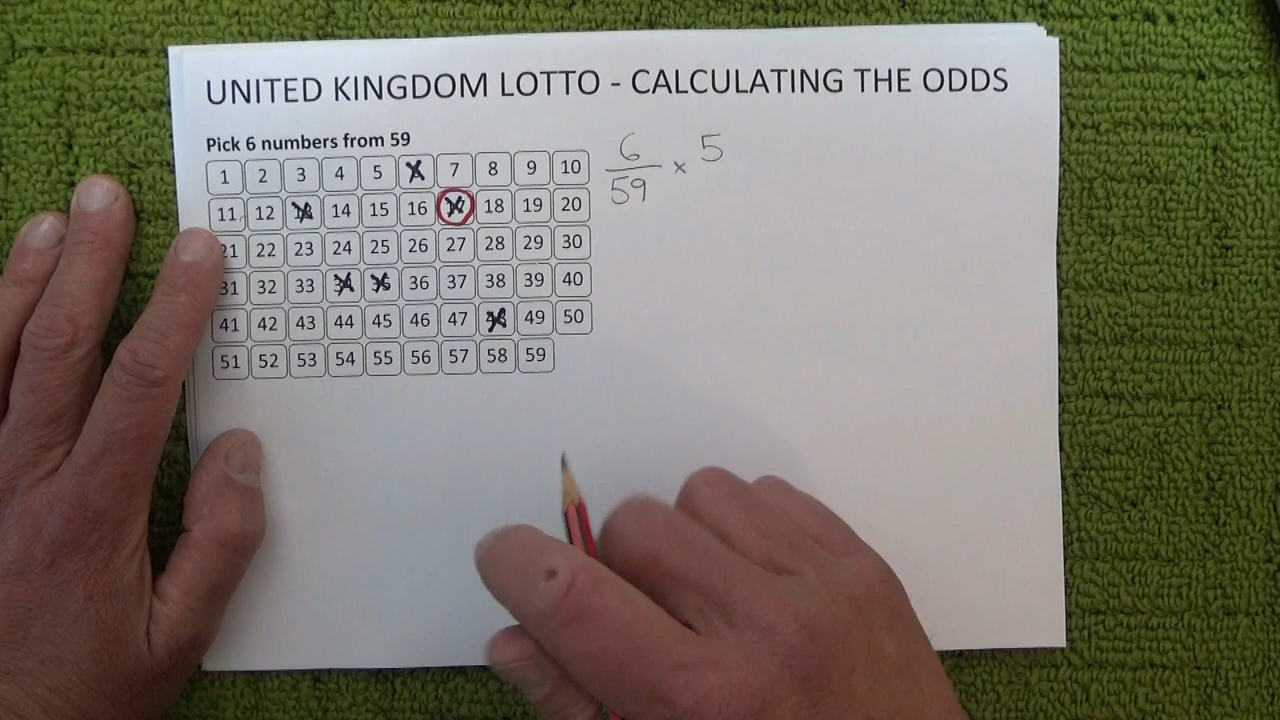 UNITED KINGDOM LOTTO - CALCULATING THE ODDS
Pick 6 numbers from 59
6/59 × 5
1 2 3 4 5 7 8 9 10
11 12 14 15 16 18 19 20
21 22 23 24 25 26 27 28 29 30
31 32 33 34 35 36 37 38 39 40
41 42 43 44 45 46 47 48 49 50
51 52 53 54 55 56 57 58 59